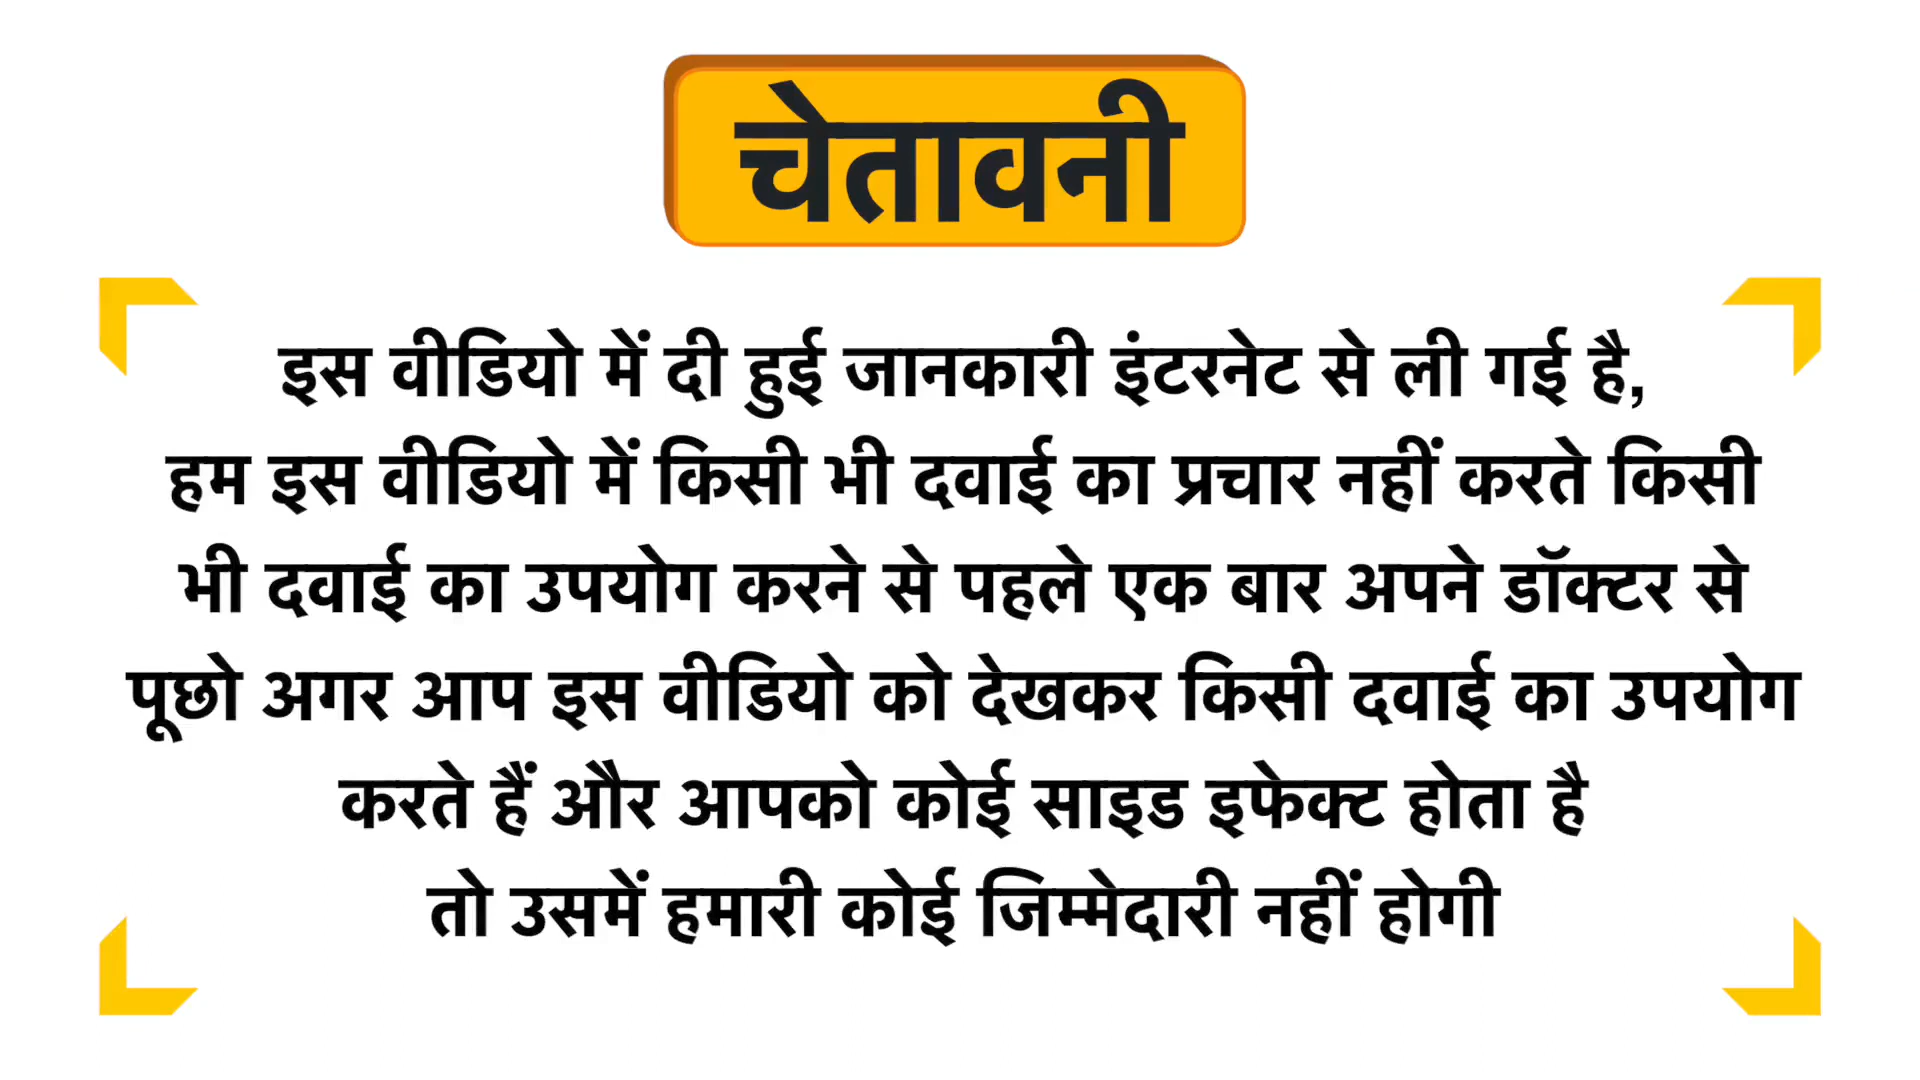 चेतावनी
इस वीडियो में दी हुई जानकारी इंटरनेट से ली गई है,
हम इस वीडियो में किसी भी दवाई का प्रचार नहीं करते किसी
भी दवाई का उपयोग करने से पहले एक बार अपने डॉक्टर से
पूछो अगर आप इस वीडियो को देखकर किसी दवाई का उपयोग
करते हैं और आपको कोई साइड इफेक्ट होता है
तो उसमें हमारी कोई जिम्मेदारी नहीं होगी